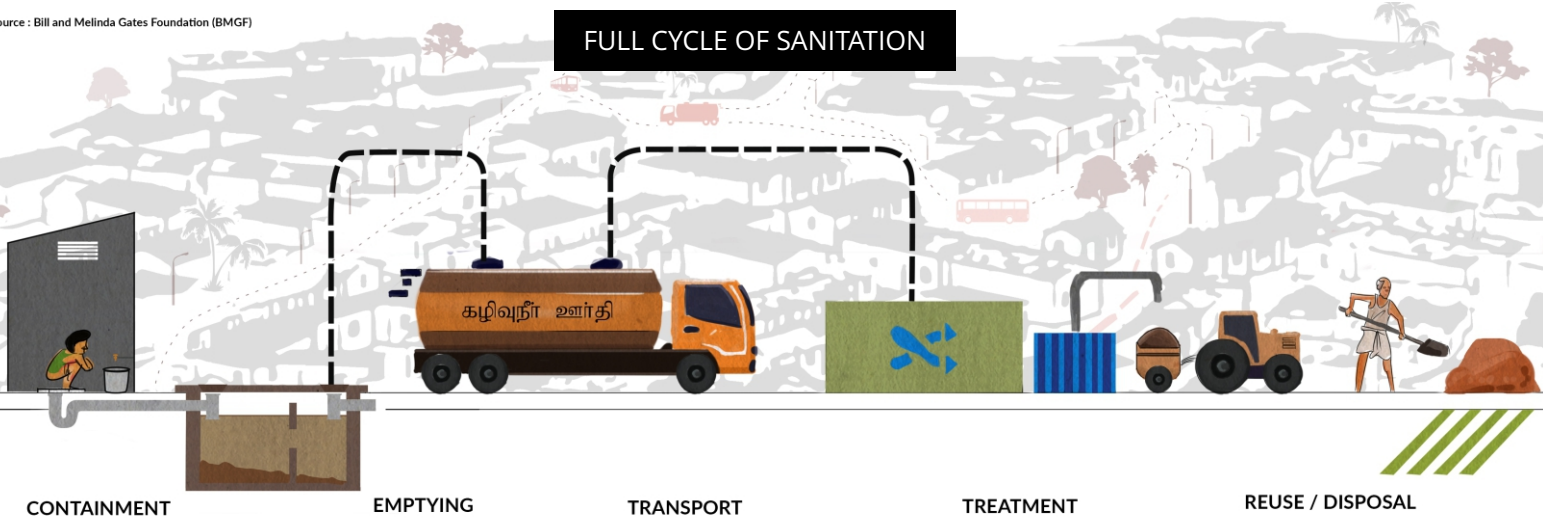 ource : Bill and Melinda Gates Foundation (BMGF)
FULL CYCLE OF SANITATION
கழிவுநீர் ஊர்தி
CONTAINMENT
EMPTYING
TRANSPORT
TREATMENT
REUSE / DISPOSAL